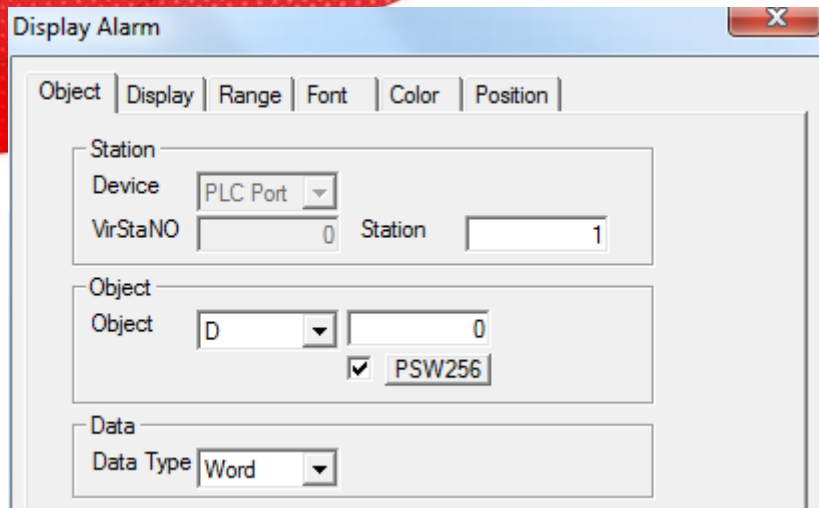 Display Alarm
Object Display Range Font Color Position
Station
Device PLC Port
VirStaNO 0 Station 1
Object
Object D 0
PSW256
Data
Data Type Word